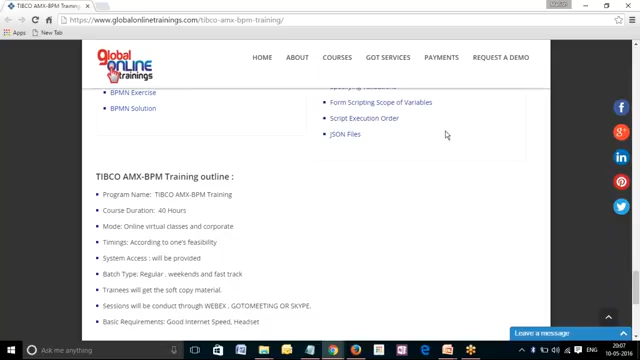 TIBCO AMX-BPM Training
https://www.globalonlinetrainings.com/tibco-amx-bpm-training/
Apps New Tab
global
ONLINE
trainings
HOME ABOUT COURSES GOT SERVICES PAYMENTS REQUEST A DEMO
BPMN Exercise
BPMN Solution
Form Scripting Scope of Variables
Script Execution Order
JSON Files
TIBCO AMX-BPM Training outline :
Program Name: TIBCO AMX-BPM Training
Course Duration: 40 Hours
Mode: Online virtual classes and corporate
Timings: According to one's feasibility
System Access : will be provided
Batch Type: Regular , weekends and fast track
Trainees will get the soft copy material.
Sessions will be conduct through WEBEX , GOTOMEETING OR SKYPE.
Basic Requirements: Good Internet Speed, Headset
Leave a message
Ask me anything
20:07
10-05-2016